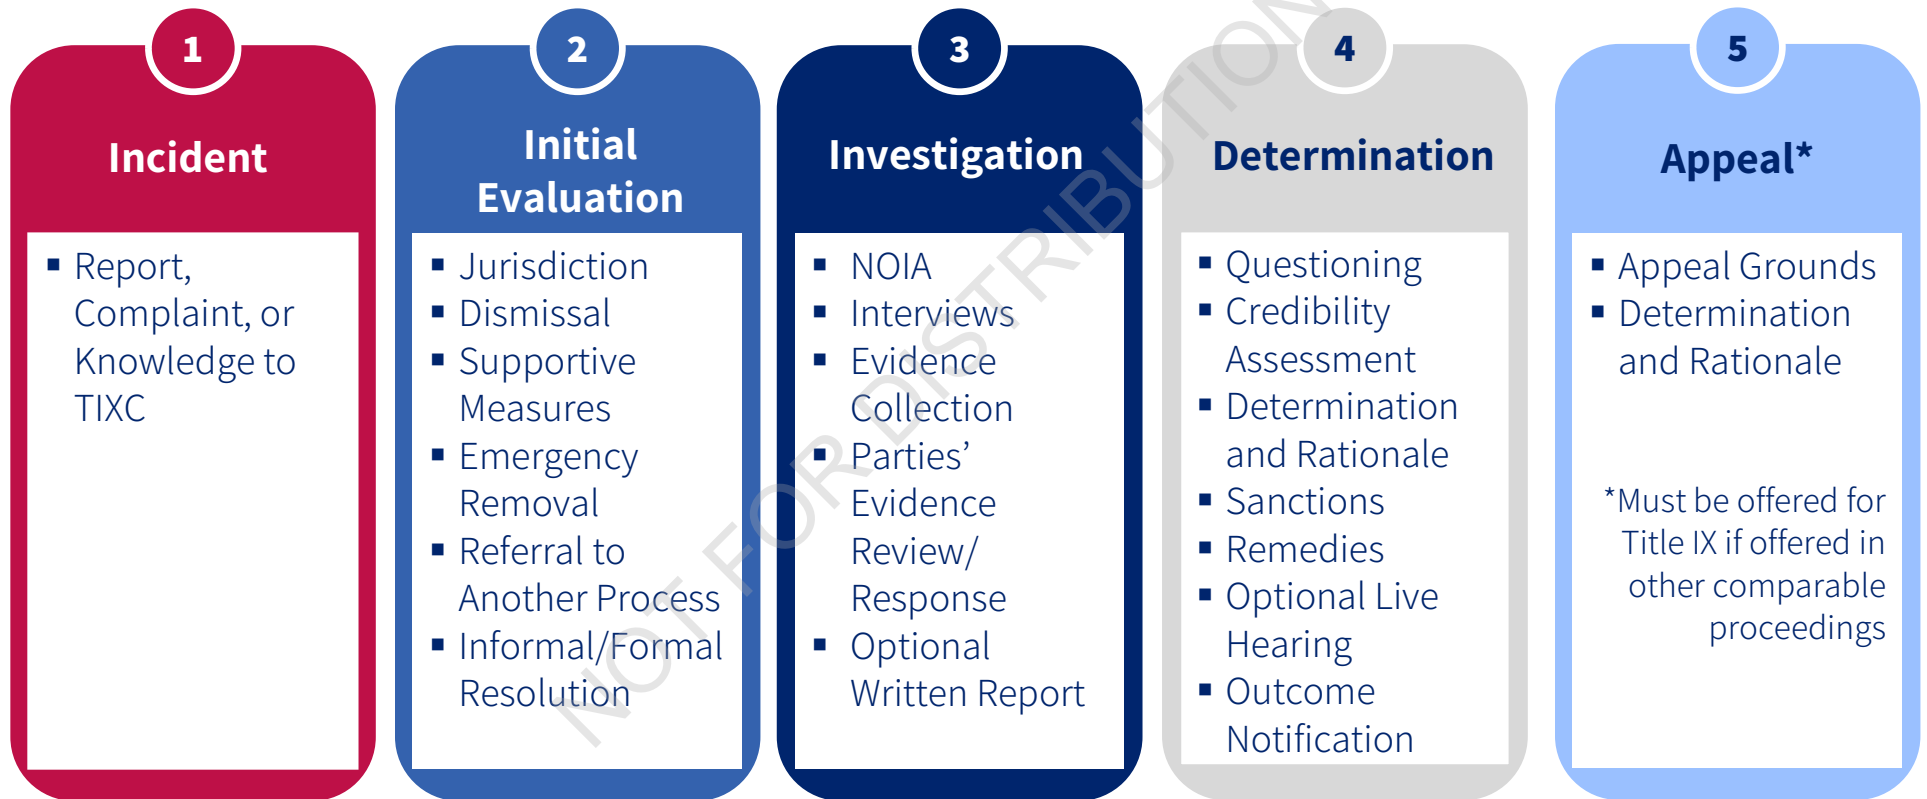 1
Incident
▪ Report,
Complaint, or
Knowledge to
TIXC
2
Initial
Evaluation
▪ Jurisdiction
▪ Dismissal
▪ Supportive
Measures
▪ Emergency
Removal
▪ Referral to
Another Process
▪ Informal/Formal
Resolution
3
Investigation
▪ NOIA
▪ Interviews
▪ Evidence
Collection
▪ Parties’
Evidence
Review/
Response
▪ Optional
Written Report
4
Determination
▪ Questioning
▪ Credibility
Assessment
▪ Determination
and Rationale
▪ Sanctions
▪ Remedies
▪ Optional Live
Hearing
▪ Outcome
Notification
5
Appeal*
▪ Appeal Grounds
▪ Determination
and Rationale
*Must be offered for
Title IX if offered in
other comparable
proceedings
NOT FOR DISTRIBUTION